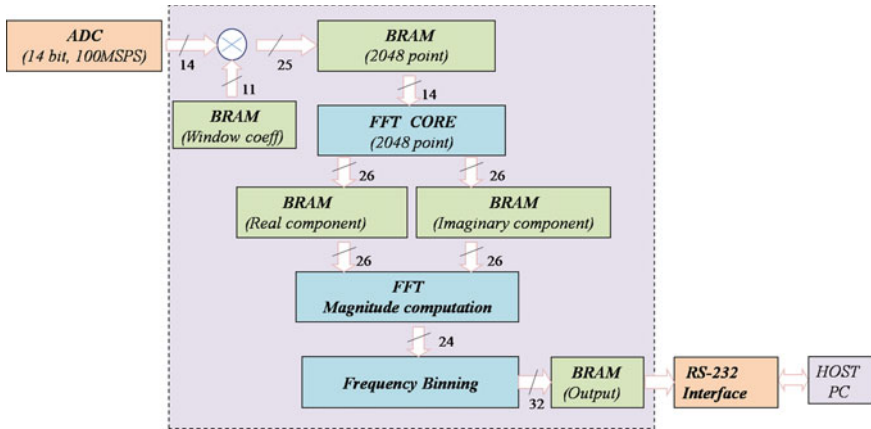 ADC
(14 bit, 100MSPS)
14
11
25
BRAM
(2048 point)
BRAM
(Window coeff)
14
FFT CORE
(2048 point)
26
26
BRAM
(Real component)
BRAM
(Imaginary component)
26
26
FFT
Magnitude computation
24
Frequency Binning
32
BRAM
(Output)
RS-232
Interface
HOST
PC